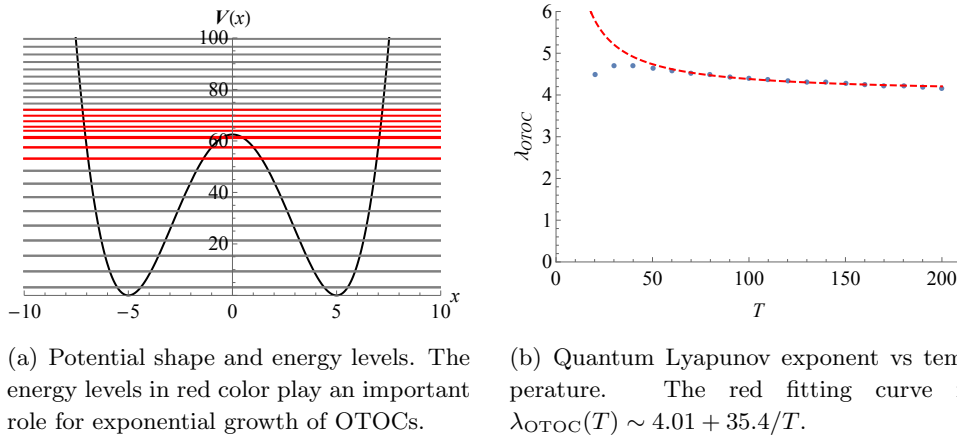 V(x)
100
80
60
40
20
x
−10 −5 0 5 10
6
5
4
3
2
1
0
λ_OTOC
0 50 100 150 200
T
(a) Potential shape and energy levels. The
energy levels in red color play an important
role for exponential growth of OTOCs.
(b) Quantum Lyapunov exponent vs tem
perature. The red fitting curve
λ_OTOC(T) ∼ 4.01 + 35.4/T.